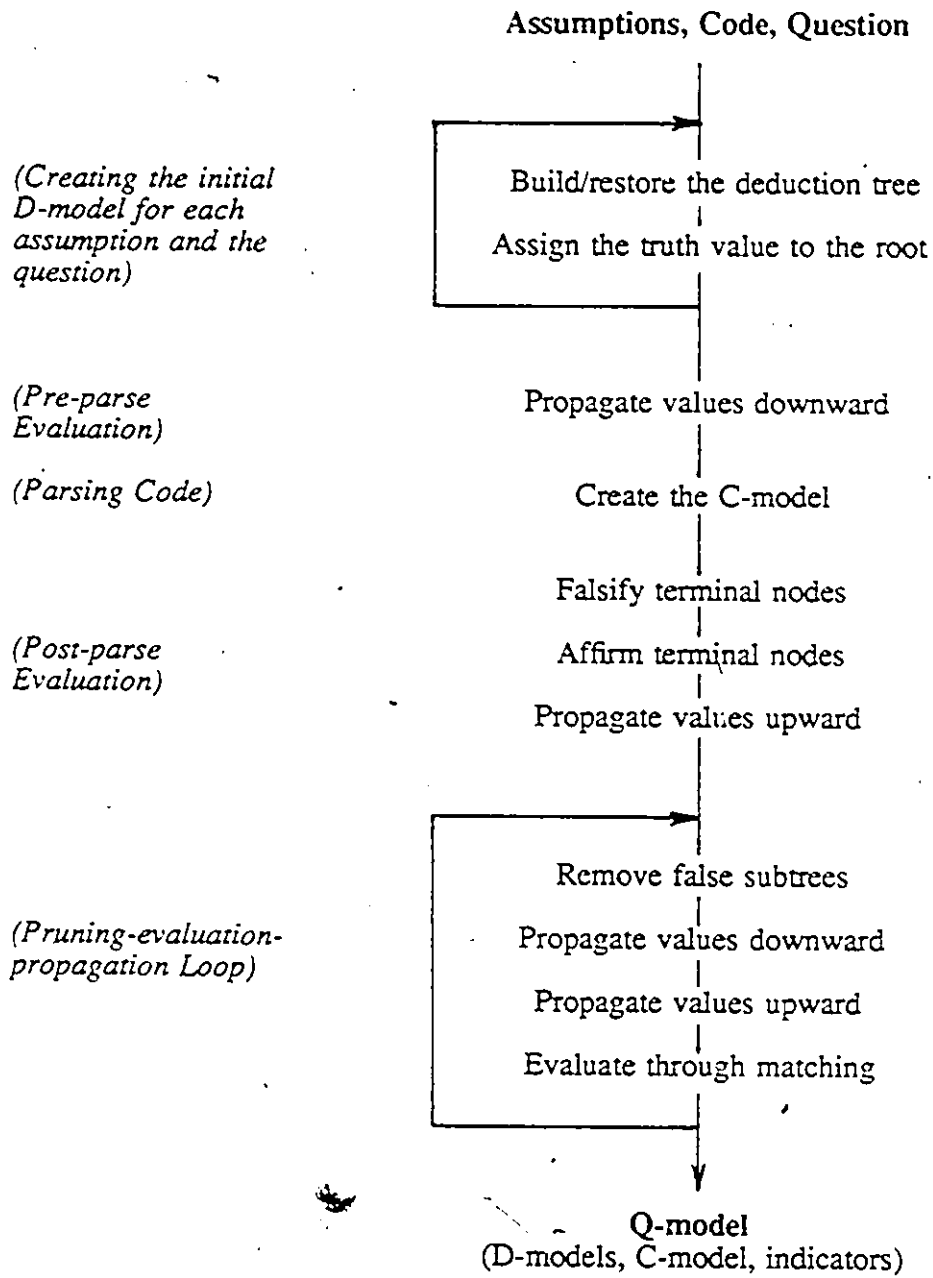 Assumptions, Code, Question
(Creating the initial
D-model for each
assumption and the
question)
Build/restore the deduction tree
Assign the truth value to the root
(Pre-parse
Evaluation)
Propagate values downward
(Parsing Code)
Create the C-model
Falsify terminal nodes
(Post-parse
Evaluation)
Affirm terminal nodes
Propagate values upward
Remove false subtrees
(Pruning-evaluation-
propagation Loop)
Propagate values downward
Propagate values upward
Evaluate through matching
Q-model
(D-models, C-model, indicators)